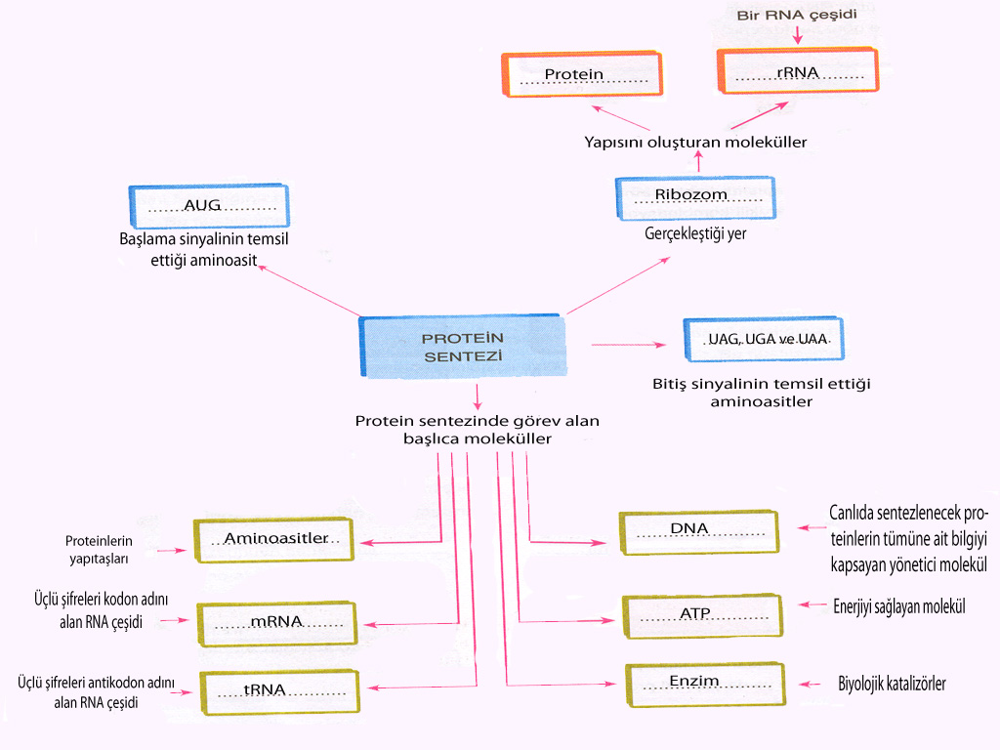 Bir RNA çeşidi
Protein
rRNA
Yapısını oluşturan moleküller
AUG
Ribozom
Başlama sinyalinin temsil
ettiği aminoasit
Gerçekleştiği yer
PROTEİN
SENTEZİ
UAG, UGA ve UAA
Bitiş sinyalinin temsil ettiği
aminoasitler
Protein sentezinde görev alan
başlıca moleküller
Proteinlerin
yapıtaşları
Aminoasitler
DNA
Canlıda sentezlenecek pro-
teinlerin tümüne ait bilgiyi
kapsayan yönetici molekül
Üçlü şifreleri kodon adını
alan RNA çeşidi
mRNA
ATP
Enerjiyi sağlayan molekül
Üçlü şifreleri antikodon adını
alan RNA çeşidi
tRNA
Enzim
Biyolojik katalizörler